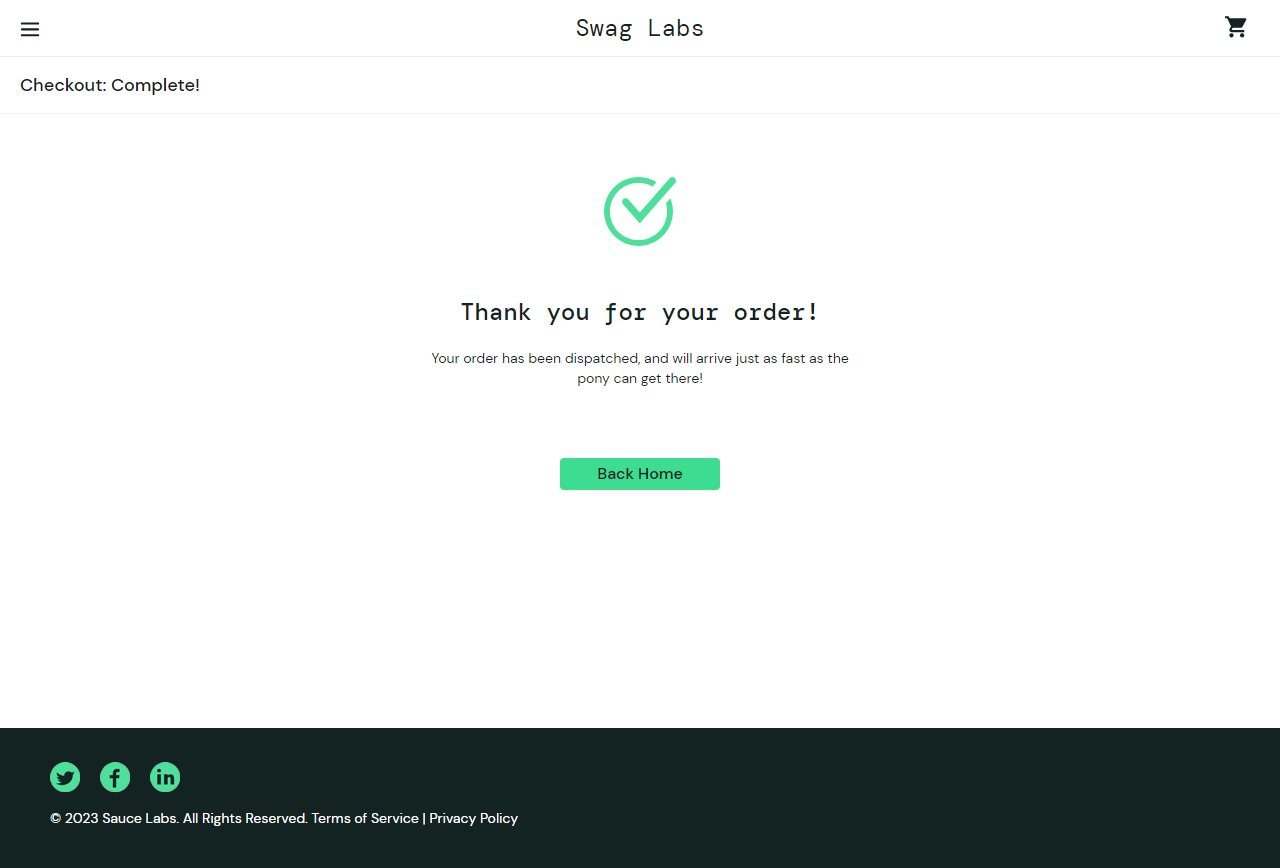 Swag Labs
Checkout: Complete!
Thank you for your order!
Your order has been dispatched, and will arrive just as fast as the
pony can get there!
Back Home
© 2023 Sauce Labs. All Rights Reserved. Terms of Service | Privacy Policy